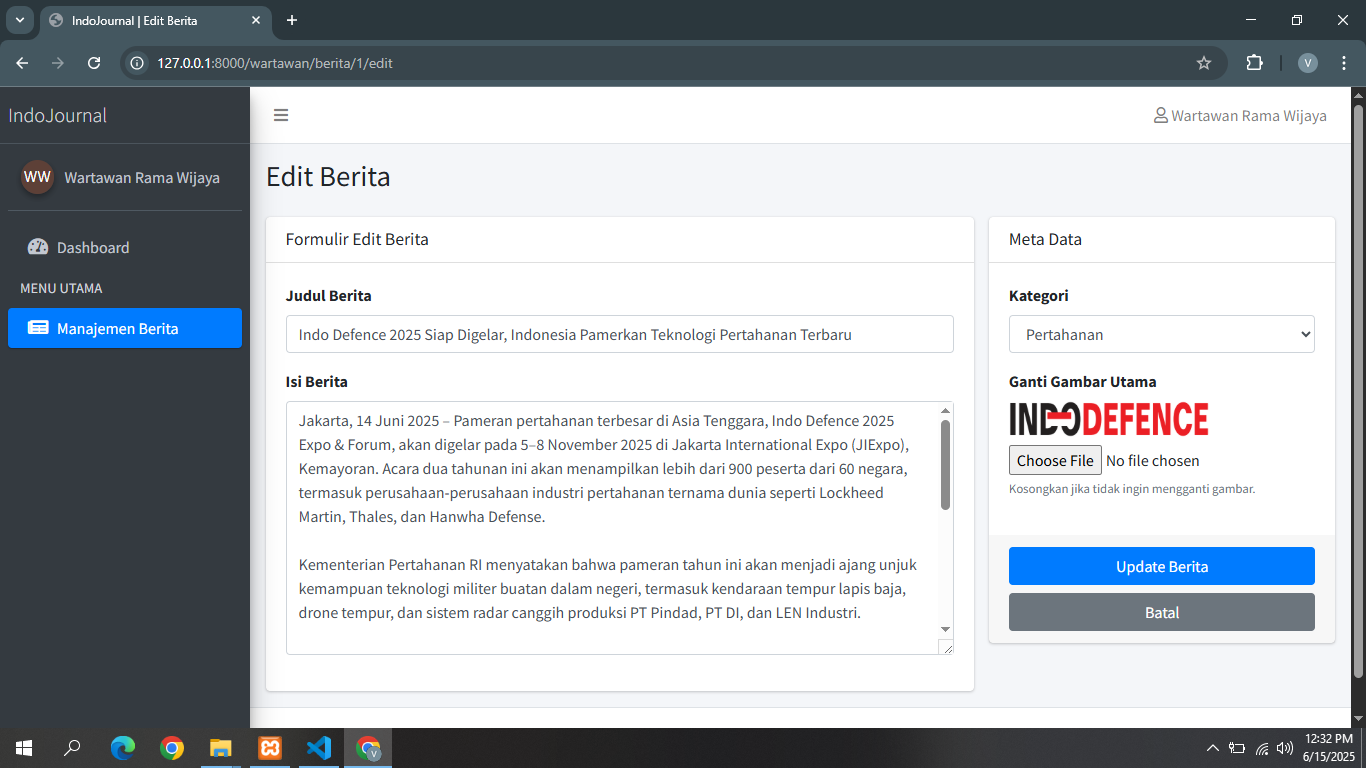 IndoJournal | Edit Berita
127.0.0.1:8000/wartawan/berita/1/edit
V
IndoJournal
Wartawan Rama Wijaya
WW
Wartawan Rama Wijaya
Dashboard
MENU UTAMA
Manajemen Berita
Edit Berita
Formulir Edit Berita
Judul Berita
Indo Defence 2025 Siap Digelar, Indonesia Pamerkan Teknologi Pertahanan Terbaru
Isi Berita
Jakarta, 14 Juni 2025 – Pameran pertahanan terbesar di Asia Tenggara, Indo Defence 2025
Expo & Forum, akan digelar pada 5–8 November 2025 di Jakarta International Expo (JIExpo),
Kemayoran. Acara dua tahunan ini akan menampilkan lebih dari 900 peserta dari 60 negara,
termasuk perusahaan-perusahaan industri pertahanan ternama dunia seperti Lockheed
Martin, Thales, dan Hanwha Defense.
Kementerian Pertahanan RI menyatakan bahwa pameran tahun ini akan menjadi ajang unjuk
kemampuan teknologi militer buatan dalam negeri, termasuk kendaraan tempur lapis baja,
drone tempur, dan sistem radar canggih produksi PT Pindad, PT DI, dan LEN Industri.
Meta Data
Kategori
Pertahanan
Ganti Gambar Utama
INDODEFENCE
Choose File No file chosen
Kosongkan jika tidak ingin mengganti gambar.
Update Berita
Batal
V
12:32 PM
6/15/2025